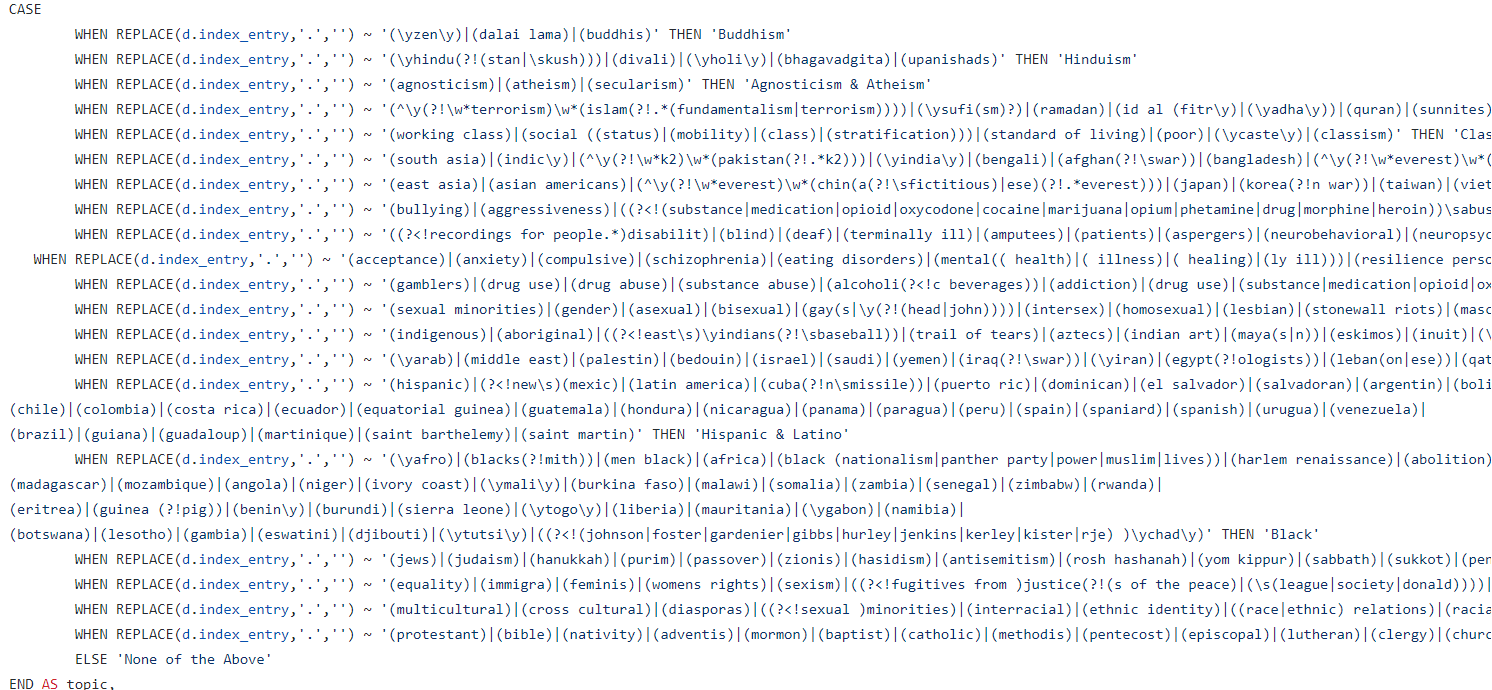 CASE
WHEN REPLACE(d.index_entry,'.','') ~ '(\yzen\y)|(dalai lama)|(buddhis)' THEN 'Buddhism'
WHEN REPLACE(d.index_entry,'.','') ~ '(\yhindu(?!(stan|\skush)))|(divali)|(\yholi\y)|(bhagavadgita)|(upanishads)' THEN 'Hinduism'
WHEN REPLACE(d.index_entry,'.','') ~ '(agnosticism)|(atheism)|(secularism)' THEN 'Agnosticism & Atheism'
WHEN REPLACE(d.index_entry,'.','') ~ '(^\y(?!\w*terrorism)\w*(islam(?!.*(fundamentalism|terrorism))))|(\ysufi(sm)?)|(ramadan)|(id al (fitr\y)|(\yadha\y))|(quran)|(sunnites)
WHEN REPLACE(d.index_entry,'.','') ~ '(working class)|(social ((status)|(mobility)|(class)|(stratification)))|(standard of living)|(poor)|(\ycaste\y)|(classism)' THEN 'Clas
WHEN REPLACE(d.index_entry,'.','') ~ '(south asia)|(indic\y)|(^\y(?!\w*k2)\w*(pakistan(?!.*k2)))|(\yindia\y)|(bengali)|(afghan(?!\swar))|(bangladesh)|(^\y(?!\w*everest)\w*(
WHEN REPLACE(d.index_entry,'.','') ~ '(east asia)|(asian americans)|(^\y(?!\w*everest)\w*(chin(a(?!\sfictitious)|ese)(?!.*everest)))|(japan)|(korea(?!n war))|(taiwan)|(viet
WHEN REPLACE(d.index_entry,'.','') ~ '(bullying)|(aggressiveness)|((?<!(substance|medication|opioid|oxycodone|cocaine|marijuana|opium|phetamine|drug|morphine|heroin))\sabus
WHEN REPLACE(d.index_entry,'.','') ~ '((?<!recordings for people.*)disabilit)|(blind)|(deaf)|(terminally ill)|(amputees)|(patients)|(aspergers)|(neurobehavioral)|(neuropsyc
WHEN REPLACE(d.index_entry,'.','') ~ '(acceptance)|(anxiety)|(compulsive)|(schizophrenia)|(eating disorders)|(mental(( health)|( illness)|( healing)|(ly ill)))|(resilience perso
WHEN REPLACE(d.index_entry,'.','') ~ '(gamblers)|(drug use)|(drug abuse)|(substance abuse)|(alcoholi(?<!c beverages))|(addiction)|(drug use)|(substance|medication|opioid|ox
WHEN REPLACE(d.index_entry,'.','') ~ '(sexual minorities)|(gender)|(asexual)|(bisexual)|(gay(s|\y(?!(head|john))))|(intersex)|(homosexual)|(lesbian)|(stonewall riots)|(masc
WHEN REPLACE(d.index_entry,'.','') ~ '(indigenous)|(aboriginal)|((?<!east\s)\yindians(?!\sbaseball))|(trail of tears)|(aztecs)|(indian art)|(maya(s|n))|(eskimos)|(inuit)|(\
WHEN REPLACE(d.index_entry,'.','') ~ '(\yarab)|(middle east)|(palestin)|(bedouin)|(israel)|(saudi)|(yemen)|(iraq(?!\swar))|(\yiran)|(egypt(?!ologists))|(leban(on|ese))|(qat
WHEN REPLACE(d.index_entry,'.','') ~ '(hispanic)|(?<!new\s)(mexic)|(latin america)|(cuba(?!n\smissile))|(puerto ric)|(dominican)|(el salvador)|(salvadoran)|(argentin)|(boli
(chile)|(colombia)|(costa rica)|(ecuador)|(equatorial guinea)|(guatemala)|(hondura)|(nicaragua)|(panama)|(paragua)|(peru)|(spain)|(spaniard)|(spanish)|(urugua)|(venezuela)|
(brazil)|(guiana)|(guadaloup)|(martinique)|(saint barthelemy)|(saint martin)' THEN 'Hispanic & Latino'
WHEN REPLACE(d.index_entry,'.','') ~ '(\yafro)|(blacks(?!mith))|(men black)|(africa)|(black (nationalism|panther party|power|muslim|lives))|(harlem renaissance)|(abolition)
(madagascar)|(mozambique)|(angola)|(niger)|(ivory coast)|(\ymali\y)|(burkina faso)|(malawi)|(somalia)|(zambia)|(senegal)|(zimbabw)|(rwanda)|
(eritrea)|(guinea (?!pig))|(benin\y)|(burundi)|(sierra leone)|(\ytogo\y)|(liberia)|(mauritania)|(\ygabon)|(namibia)|
(botswana)|(lesotho)|(gambia)|(eswatini)|(djibouti)|(\ytutsi\y)|((?<!(johnson|foster|gardenier|gibbs|hurley|jenkins|kerley|kister|rje) )\ychad\y)' THEN 'Black'
WHEN REPLACE(d.index_entry,'.','') ~ '(jews)|(judaism)|(hanukkah)|(purim)|(passover)|(zionis)|(hasidism)|(antisemitism)|(rosh hashanah)|(yom kippur)|(sabbath)|(sukkot)|(pen
WHEN REPLACE(d.index_entry,'.','') ~ '(equality)|(immigra)|(feminis)|(womens rights)|(sexism)|((?<!fugitives from )justice(?!(s of the peace)|(\s(league|society|donald))))|
WHEN REPLACE(d.index_entry,'.','') ~ '(multicultural)|(cross cultural)|(diasporas)|((?<!sexual )minorities)|(interracial)|(ethnic identity)|((race|ethnic) relations)|(racia
WHEN REPLACE(d.index_entry,'.','') ~ '(protestant)|(bible)|(nativity)|(adventis)|(mormon)|(baptist)|(catholic)|(methodis)|(pentecost)|(episcopal)|(lutheran)|(clergy)|(churc
ELSE 'None of the Above'
END AS topic,